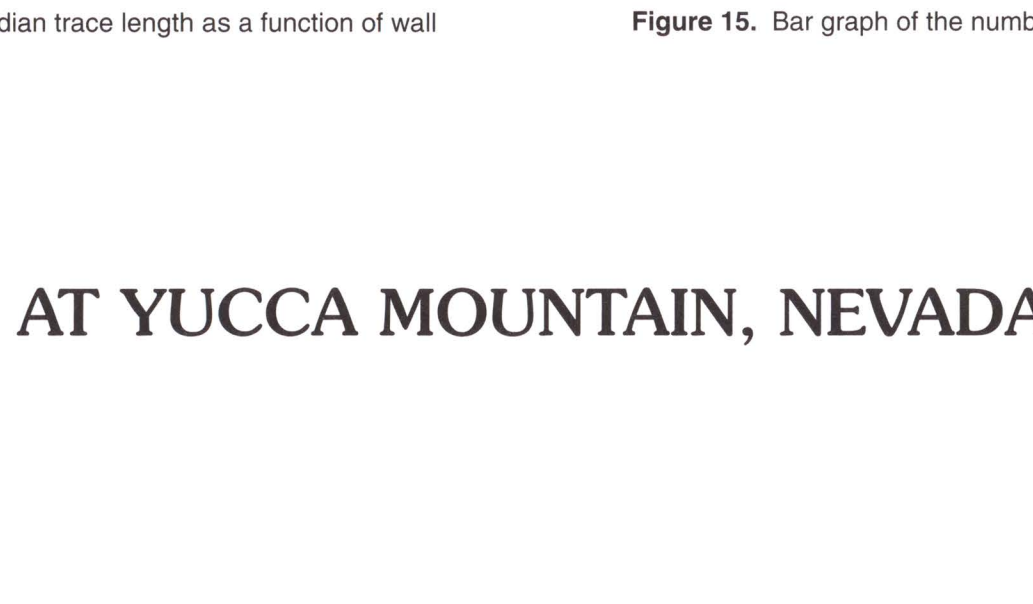 dian trace length as a function of wall
Figure 15. Bar graph of the numb
AT YUCCA MOUNTAIN, NEVADA